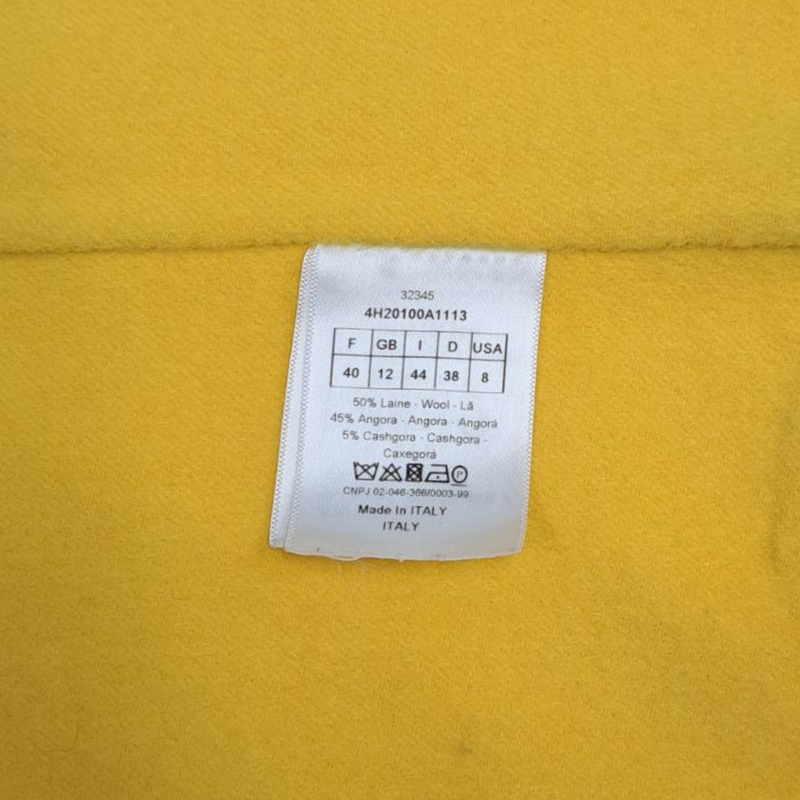 32345
4H20100A1113
F GB I D USA
40 12 44 38 8
50% Laine - Wool - Lã
45% Angora - Angora - Angorá
5% Cashgora - Cashgora -
Caxegorá
CNPJ 02-046-366/0003-99
Made In ITALY
ITALY